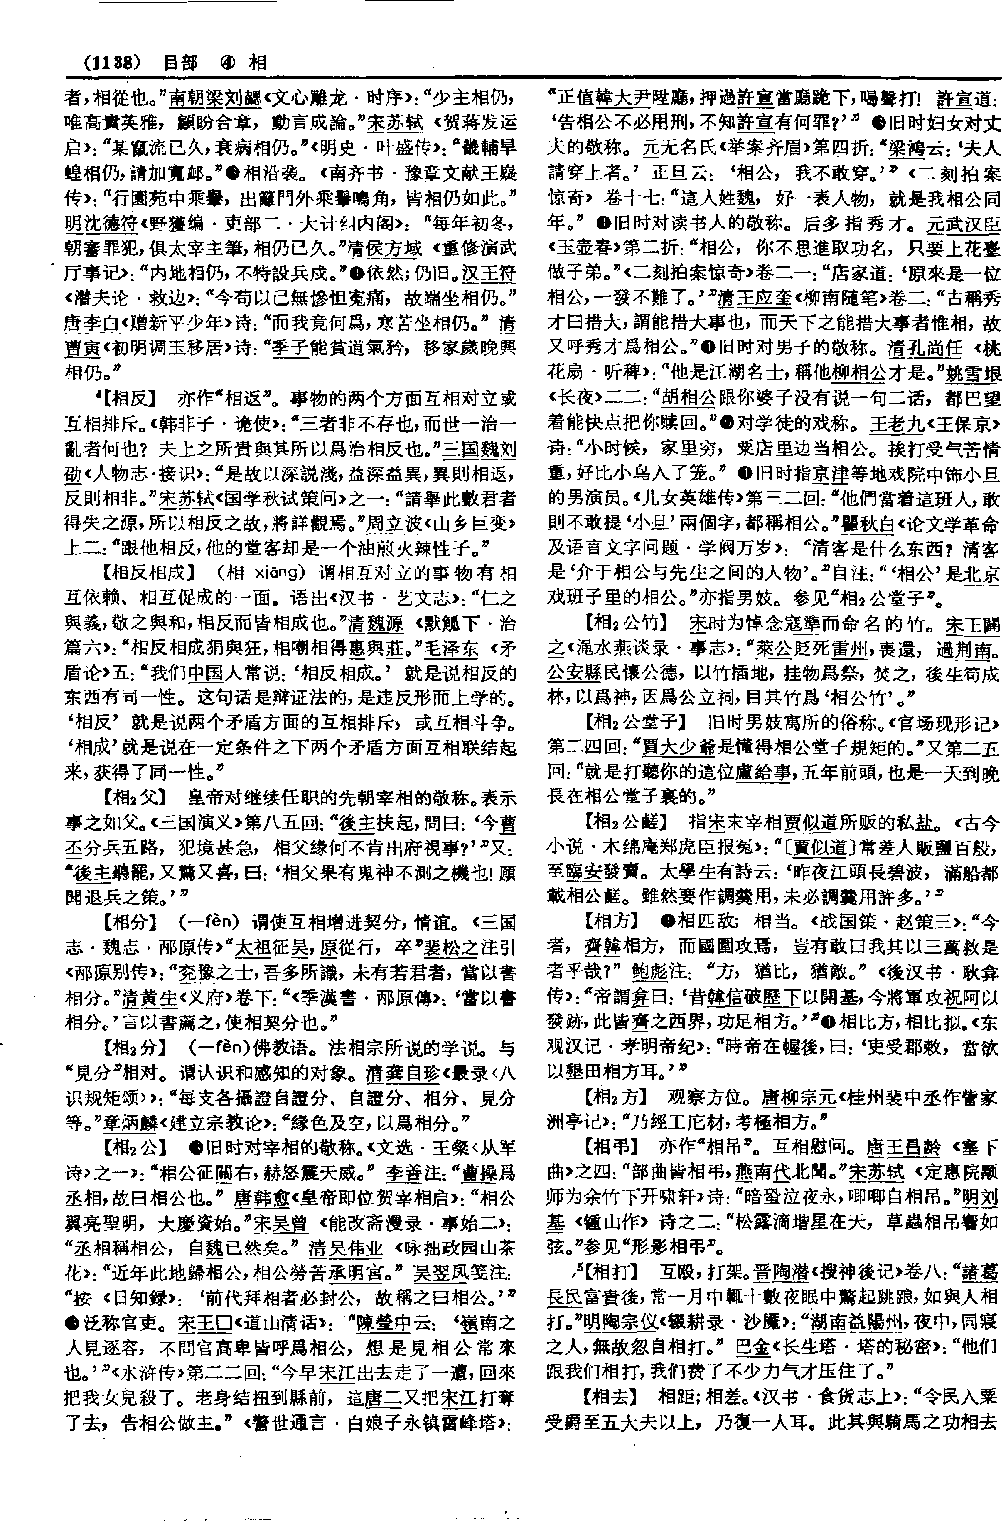 (1138) 目部 ④ 相
者,相從也。”南朝梁刘勰《文心雕龙·时序》:“少主相仍,
唯高貴英雅,顧盼合章,動言成論。”宋苏轼《贺蒋发运
启》:“某竄流已久,衰病相仍。”《明史·叶盛传》:“畿輔旱
蝗相仍,請加寬䘏。”❷相沿袭。《南齐书·豫章文献王嶷
传》:“行園苑中乘轝,出籬門外乘轝鳴角,皆相仍如此。”
明沈德符《野獲编·吏部二·大计纠内阁》:“每年初冬,
朝審罪犯,俱太宰主筆,相仍已久。”清侯方域《重修演武
厅事记》:“内地相仍,不特設兵戍。”❸依然;仍旧。汉王符
《潛夫论·救边》:“今苟以己無慘怛冤痛,故端坐相仍。”
唐李白《赠新平少年》诗:“而我竟何爲,寒苦坐相仍。”清
曹寅《初明调玉移居》诗:“季子能貧道氣矜,移家歲晚興
相仍。”
【相反】 亦作“相返”。事物的两个方面互相对立或
互相排斥。《韩非子·诡使》:“三者非不存也,而世一治一
亂者何也?夫上之所貴與其所以爲治相反也。”三国魏刘
劭《人物志·接识》:“是故以深説淺,益深益異,異則相返,
反則相非。”宋苏轼《国学秋试策问》之一:“請舉此數君者
得失之源,所以相反之故,將詳觀焉。”周立波《山乡巨变》
上二:“跟他相反,他的堂客却是一个油煎火辣性子。”
【相反相成】 (相 xiāng) 谓相互对立的事物有相
互依赖、相互促成的一面。语出《汉书·艺文志》:“仁之
與義,敬之與和,相反而皆相成也。”清魏源《默觚下·治
篇六》:“相反相成狷與狂,相嘲相得惠與莊。”毛泽东《矛
盾论》五:“我们中国人常说:‘相反相成。’就是说相反的
东西有同一性。这句话是辩证法的,是违反形而上学的。
‘相反’就是说两个矛盾方面的互相排斥,或互相斗争。
‘相成’就是说在一定条件之下两个矛盾方面互相联结起
来,获得了同一性。”
【相₂父】 皇帝对继续任职的先朝宰相的敬称。表示
事之如父。《三国演义》第八五回:“後主扶起,問曰:‘今曹
丕分兵五路,犯境甚急,相父緣何不肯出府視事?’”又:
“後主聽罷,又驚又喜,曰:‘相父果有鬼神不測之機也!願
聞退兵之策。’”
【相分】 (—fèn) 谓使互相增进契分,情谊。《三国
志·魏志·邴原传》“太祖征吴,原從行,卒”裴松之注引
《邴原别传》:“兖豫之士,吾多所識,未有若君者,當以書
相分。”清黄生《义府》卷下:“《季漢書·邴原傳》:‘當以書
相分。’言以書薦之,使相契分也。”
【相₂分】 (—fèn)佛教语。法相宗所说的学说。与
“見分”相对。谓认识和感知的对象。清龚自珍《最录〈八
识规矩颂〉》:“每支各攝證自證分、自證分、相分、見分
等。”章炳麟《建立宗教论》:“緣色及空,以爲相分。”
【相₂公】 ❶旧时对宰相的敬称。《文选·王粲〈从军
诗〉之一》:“相公征關右,赫怒震天威。”李善注:“曹操爲
丞相,故曰相公也。”唐韩愈《皇帝即位贺宰相启》:“相公
翼亮聖明,大慶資始。”宋吴曾《能改斋漫录·事始二》:
“丞相稱相公,自魏已然矣。”清吴伟业《咏拙政园山茶
花》:“近年此地歸相公,相公勞苦承明宮。”吴翌凤笺注:
“按《日知録》:‘前代拜相者必封公,故稱之曰相公。’”
❷泛称官吏。宋王□《道山清话》:“陳瑩中云:‘嶺南之
人見逐客,不問官高卑皆呼爲相公,想是見相公常來
也。’”《水浒传》第二二回:“今早宋江出去走了一遭,回來
把我女兒殺了。老身结扭到縣前,這唐二又把宋江打奪
了去,告相公做主。”《警世通言·白娘子永镇雷峰塔》:
“正值韓大尹陞廳,押過許宣當廳跪下,喝聲打!許宣道:
‘告相公不必用刑,不知許宣有何罪?’”❸旧时妇女对丈
夫的敬称。元无名氏《举案齐眉》第四折:“梁鴻云:‘夫人
請穿上者。’正旦云:‘相公,我不敢穿。’”《二刻拍案
惊奇》卷十七:“這人姓魏,好一表人物,就是我相公同
年。”❹旧时对读书人的敬称。后多指秀才。元武汉臣
《玉壶春》第二折:“相公,你不思進取功名,只要上花臺
做子弟。”《二刻拍案惊奇》卷二一:“店家道:‘原來是一位
相公,一發不難了。’”清王应奎《柳南随笔》卷二:“古稱秀
才曰措大,謂能措大事也,而天下之能措大事者惟相,故
又呼秀才爲相公。”❺旧时对男子的敬称。清孔尚任《桃
花扇·听稗》:“他是江湖名士,稱他柳相公才是。”姚雪垠
《长夜》二二:“胡相公跟你婆子没有说一句二话,都巴望
着能快点把你赎回。”❻对学徒的戏称。王老九《王保京》
诗:“小时候,家里穷,粟店里边当相公。挨打受气苦情
重,好比小鸟入了笼。”❼旧时指京津等地戏院中饰小旦
的男演员。《儿女英雄传》第三二回:“他們當着這班人,敢
則不敢提‘小旦’兩個字,都稱相公。”瞿秋白《论文学革命
及语言文字问题·学阀万岁》:“清客是什么东西?清客
是‘介于相公与先生之间的人物’。”自注:“‘相公’是北京
戏班子里的相公。”亦指男妓。参见“相₂公堂子”。
【相₂公竹】 宋时为悼念寇準而命名的竹。宋王闢
之《渑水燕谈录·事志》:“萊公貶死雷州,喪還,過荆南。
公安縣民懷公德,以竹插地,挂物爲祭,焚之,後生筍成
林,以爲神,因爲公立祠,目其竹爲‘相公竹’。”
【相₂公堂子】 旧时男妓寓所的俗称。《官场现形记》
第二四回:“賈大少爺是懂得相公堂子規矩的。”又第二五
回:“就是打聽你的這位盧給事,五年前頭,也是一天到晚
長在相公堂子裏的。”
【相₂公鹺】 指宋末宰相贾似道所贩的私盐。《古今
小说·木绵庵郑虎臣报冤》:“〔賈似道〕常差人販鹽百艘,
至臨安發賣。太學生有詩云:‘昨夜江頭長碧波,滿船都
載相公鹺。雖然要作調羹用,未必調羹用許多。’”
【相方】 ❶相匹敌;相当。《战国策·赵策三》:“今
者,齊韓相方,而國圍攻焉,豈有敢曰我其以三萬救是
者乎哉?”鲍彪注:“方,猶比,猶敵。”《後汉书·耿弇
传》:“帝謂弇曰:‘昔韓信破歷下以開基,今將軍攻祝阿以
發跡,此皆齊之西界,功足相方。’”❷相比方,相比拟。《东
观汉记·孝明帝纪》:“時帝在幄後,曰:‘吏受郡敕,當欲
以墾田相方耳。’”
【相₂方】 观察方位。唐柳宗元《桂州裴中丞作訾家
洲亭记》:“乃經工庀材,考極相方。”
【相弔】 亦作“相吊”。互相慰问。唐王昌龄《塞下
曲》之四:“部曲皆相弔,燕南代北聞。”宋苏轼《定惠院颙
师为余竹下开啸轩》诗:“暗蛩泣夜永,唧唧自相吊。”明刘
基《锺山作》诗之二:“松露滴堦星在天,草蟲相吊響如
弦。”参见“形影相弔”。
【相打】 互殴,打架。晋陶潜《搜神後记》卷八:“諸葛
長民富貴後,常一月中輒十數夜眠中驚起跳踉,如與人相
打。”明陶宗仪《辍耕录·沙魘》:“湖南益陽州,夜中,同寢
之人,無故忽自相打。”巴金《长生塔·塔的秘密》:“他们
跟我们相打,我们费了不少力气才压住了。”
【相去】 相距;相差。《汉书·食货志上》:“令民入粟
受爵至五大夫以上,乃復一人耳。此其與騎馬之功相去